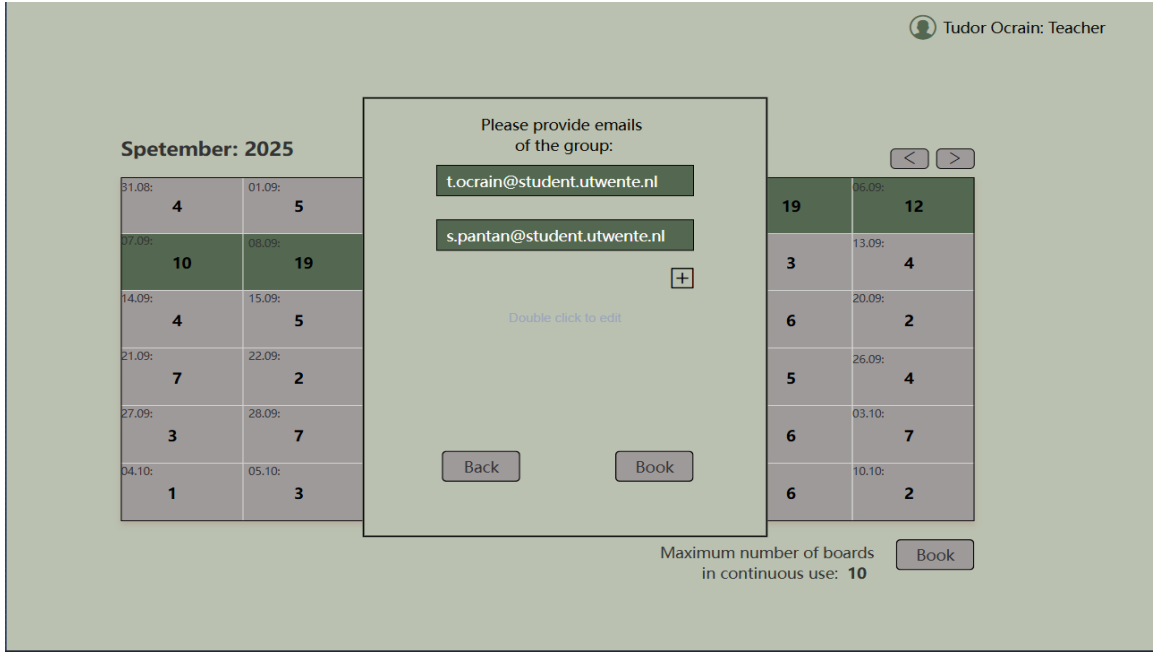 Tudor Ocrain: Teacher
Please provide emails
of the group:
Spetember: 2025
< >
t.ocrain@student.utwente.nl
31.08: 01.09: 06.09:
4 5 19 12
s.pantan@student.utwente.nl
07.09: 08.09: 13.09:
10 19 3 4
+
14.09: 15.09: 20.09:
4 5 6 2
Double click to edit
21.09: 22.09: 26.09:
7 2 5 4
27.09: 28.09: 03.10:
3 7 6 7
Back Book
04.10: 05.10: 10.10:
1 3 6 2
Maximum number of boards
in continuous use: 10
Book